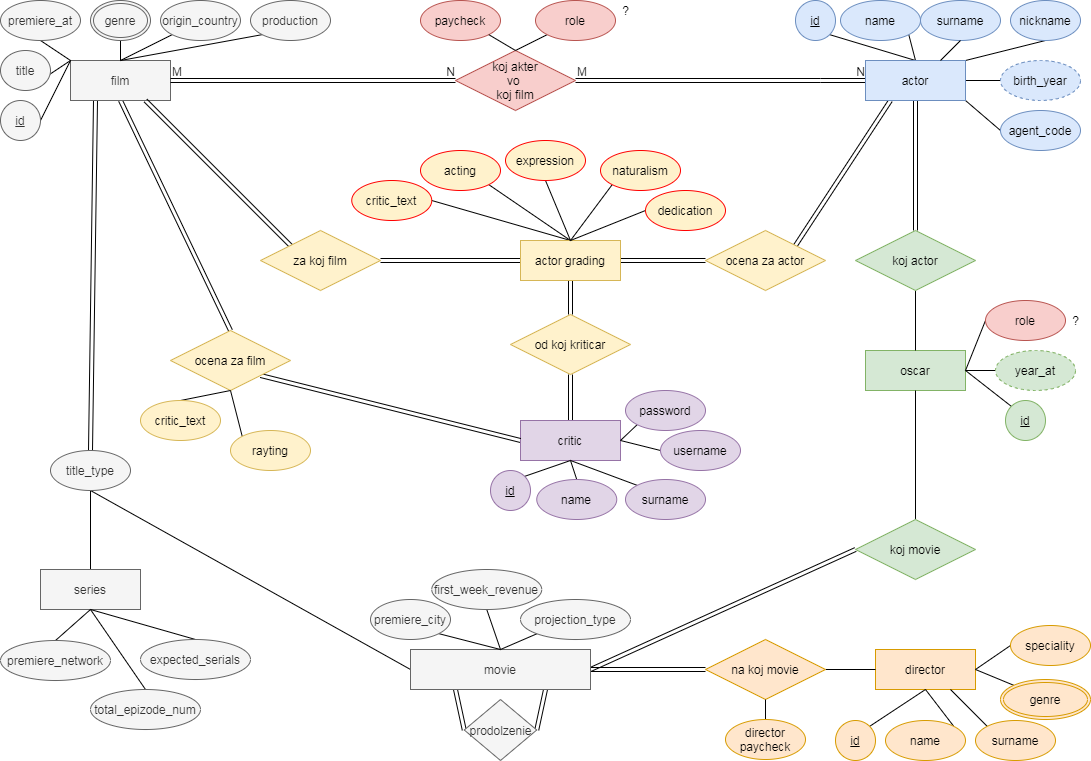 premiere_at
genre
origin_country
production
paycheck
role
?
id
name
surname
nickname
title
film
M
N
koj akter
vo
koj film
M
N
actor
birth_year
id
agent_code
acting
expression
naturalism
critic_text
dedication
za koj film
actor grading
ocena za actor
koj actor
role
?
od koj kriticar
ocena za film
oscar
year_at
critic_text
rayting
password
id
critic
username
title_type
id
name
surname
koj movie
series
first_week_revenue
premiere_city
projection_type
premiere_network
expected_serials
movie
na koj movie
director
speciality
genre
total_epizode_num
prodolzenie
director
paycheck
id
name
surname